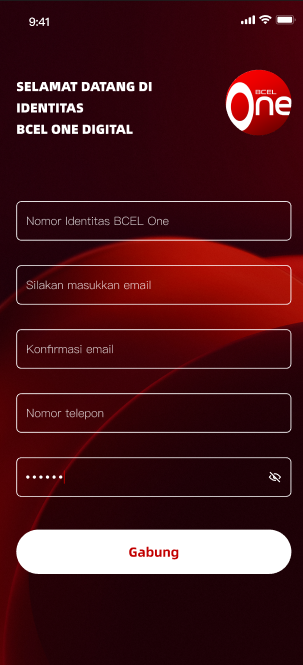 9:41
SELAMAT DATANG DI
IDENTITAS
BCEL ONE DIGITAL
BCEL
One
Nomor Identitas BCEL One
Silakan masukkan email
Konfirmasi email
Nomor telepon
••••••
Gabung